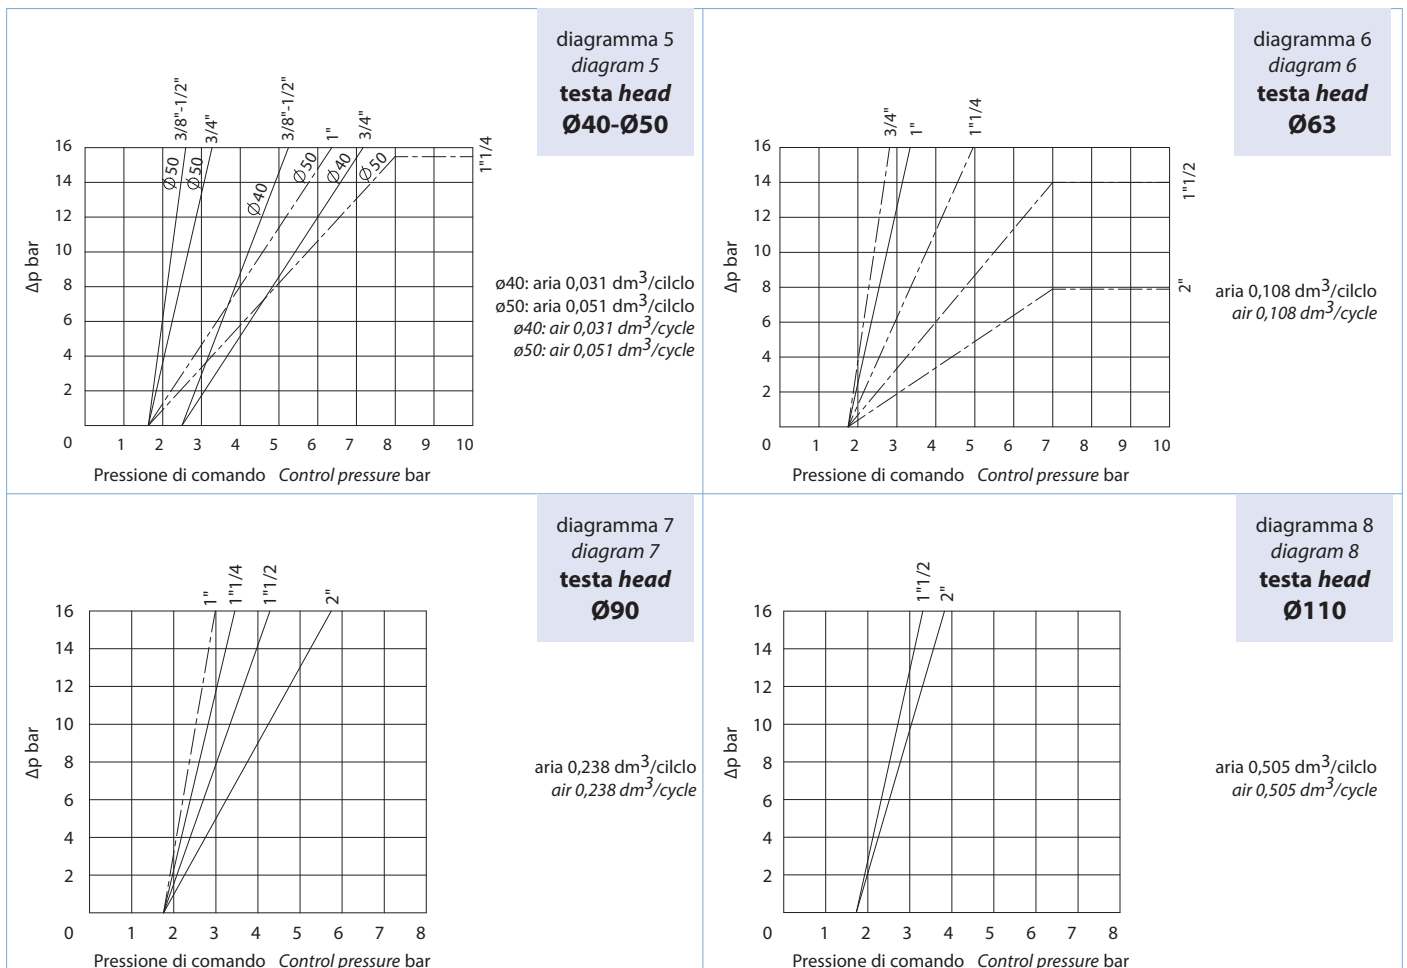 diagramma 5
diagram 5
testa head
Ø40-Ø50
3/8"-1/2"
3/4"
3/8"-1/2"
1"
3/4"
1"1/4
Ø50
Ø50
Ø40
Ø50
Ø40
Ø50
16
14
12
10
8
6
4
2
Δp bar
0 1 2 3 4 5 6 7 8 9 10
Pressione di comando Control pressure bar
ø40: aria 0,031 dm³/cilclo
ø50: aria 0,051 dm³/cilclo
ø40: air 0,031 dm³/cycle
ø50: air 0,051 dm³/cycle
diagramma 6
diagram 6
testa head
Ø63
3/4"
1"
1"1/4
1"1/2
2"
16
14
12
10
8
6
4
2
Δp bar
0 1 2 3 4 5 6 7 8 9 10
Pressione di comando Control pressure bar
aria 0,108 dm³/cilclo
air 0,108 dm³/cycle
diagramma 7
diagram 7
testa head
Ø90
1"
1"1/4
1"1/2
2"
16
14
12
10
8
6
4
2
Δp bar
0 1 2 3 4 5 6 7 8
Pressione di comando Control pressure bar
aria 0,238 dm³/cilclo
air 0,238 dm³/cycle
diagramma 8
diagram 8
testa head
Ø110
1"1/2
2"
16
14
12
10
8
6
4
2
Δp bar
0 1 2 3 4 5 6 7 8
Pressione di comando Control pressure bar
aria 0,505 dm³/cilclo
air 0,505 dm³/cycle